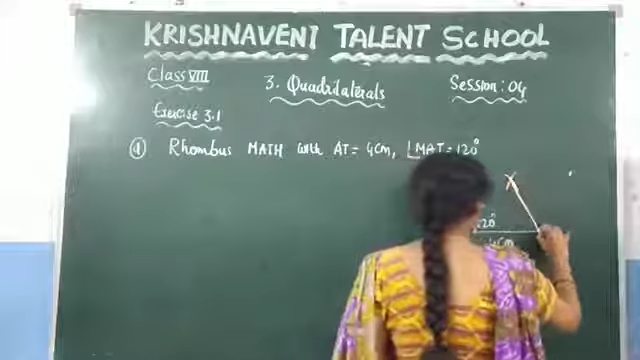 KRISHNAVENI TALENT SCHOOL
Class VIII
3. Quadrilaterals
Session: 04
Exercise 3.1
(d) Rhombus MATH with AT = 4cm, ∠MAT = 120°
120°
4cm